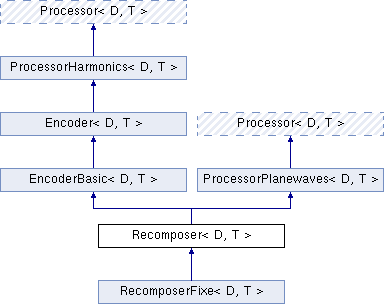 Processor< D, T >
ProcessorHarmonics< D, T >
Encoder< D, T >
Processor< D, T >
EncoderBasic< D, T >
ProcessorPlanewaves< D, T >
Recomposer< D, T >
RecomposerFixe< D, T >